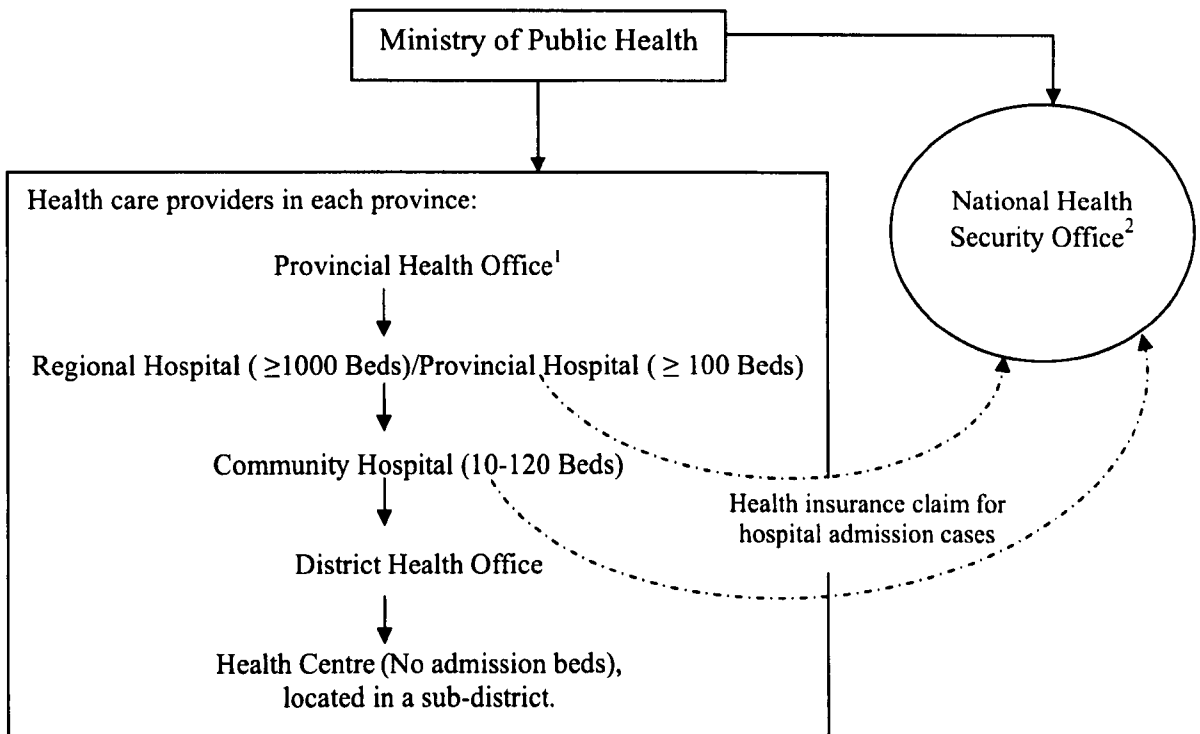 Ministry of Public Health
Health care providers in each province:
National Health
Security Office²
Provincial Health Office¹
Regional Hospital ( ≥1000 Beds)/Provincial Hospital ( ≥ 100 Beds)
Community Hospital (10-120 Beds)
Health insurance claim for
hospital admission cases
District Health Office
Health Centre (No admission beds),
located in a sub-district.